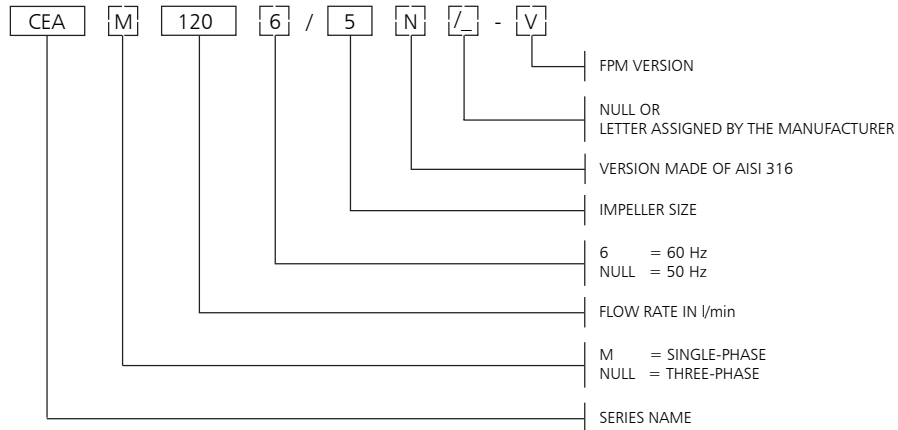 CEA M 120 6 / 5 N /_ - V
FPM VERSION
NULL OR
LETTER ASSIGNED BY THE MANUFACTURER
VERSION MADE OF AISI 316
IMPELLER SIZE
6 = 60 Hz
NULL = 50 Hz
FLOW RATE IN l/min
M = SINGLE-PHASE
NULL = THREE-PHASE
SERIES NAME